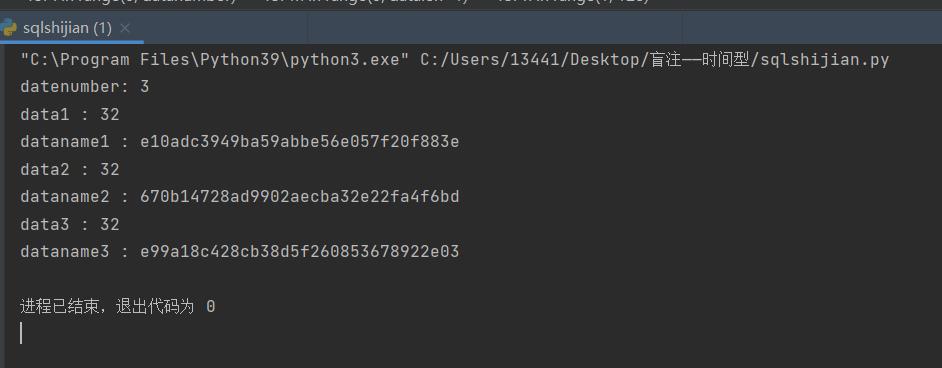 sqlshijian (1)
"C:\Program Files\Python39\python3.exe" C:/Users/13441/Desktop/盲注——时间型/sqlshijian.py
datenumber: 3
data1 : 32
dataname1 : e10adc3949ba59abbe56e057f20f883e
data2 : 32
dataname2 : 670b14728ad9902aecba32e22fa4f6bd
data3 : 32
dataname3 : e99a18c428cb38d5f260853678922e03
进程已结束，退出代码为 0